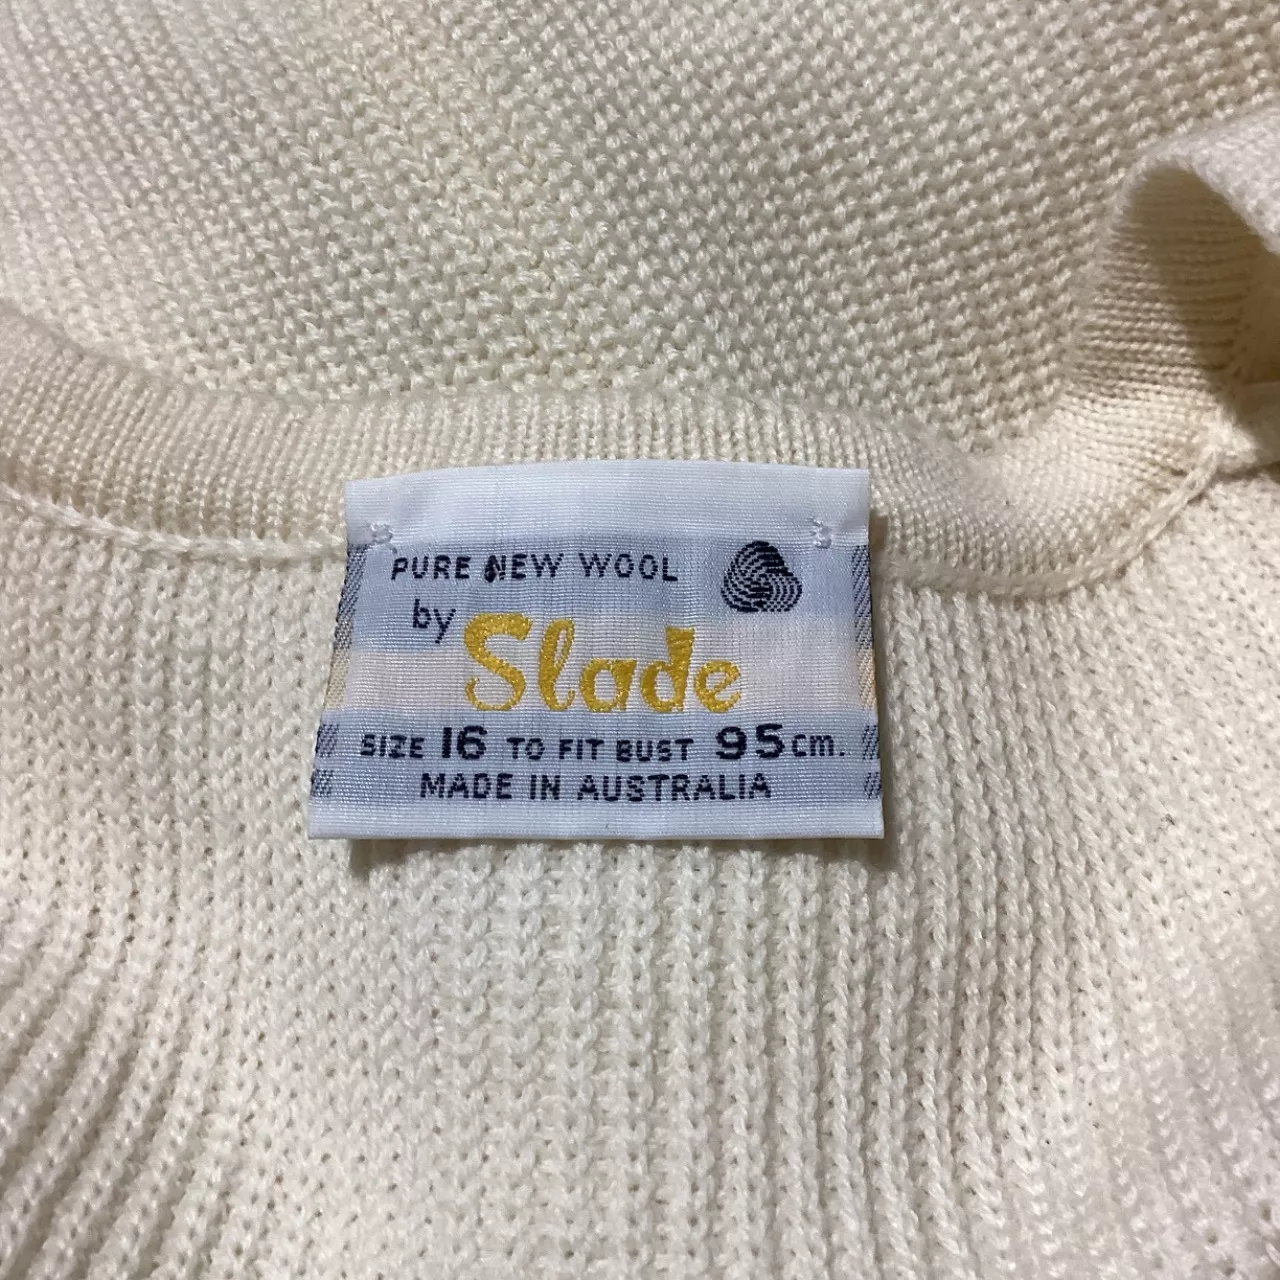 PURE NEW WOOL
by Slade
SIZE 16 TO FIT BUST 95cm.
MADE IN AUSTRALIA